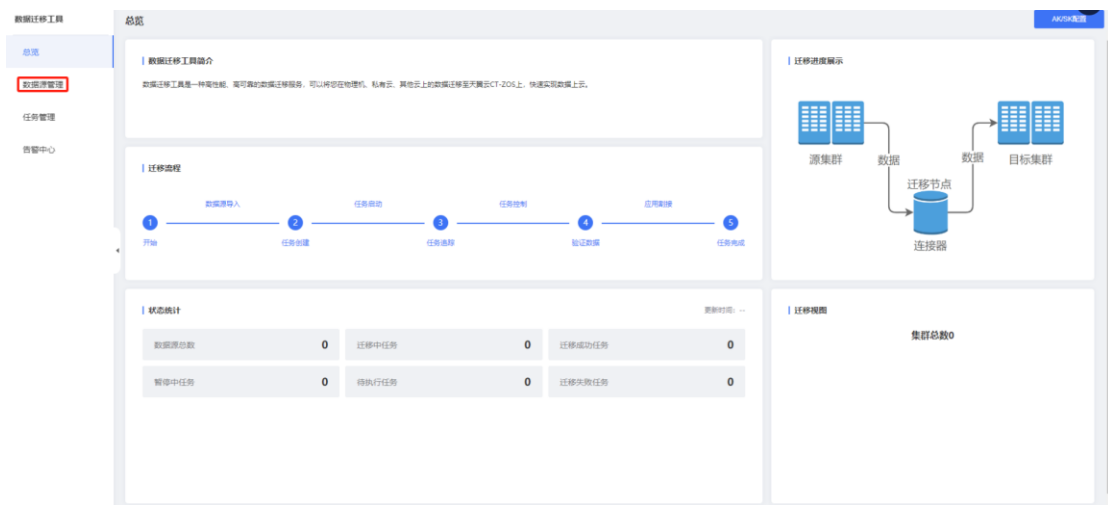 数据迁移工具
总览
数据源管理
任务管理
告警中心
总览
AK/SK配置
数据迁移工具简介
数据迁移工具是一种高性能、高可靠的数据迁移服务，可以将您在物理机、私有云、其他云上的数据迁移至天翼云CT-ZOS上，快速实现数据上云。
迁移流程
数据源导入
任务启动
任务控制
应用割接
1
2
3
4
5
开始
任务创建
任务追踪
验证数据
任务完成
迁移进度展示
源集群
数据
数据
目标集群
迁移节点
连接器
状态统计
更新时间：--
数据源总数 0
迁移中任务 0
迁移成功任务 0
暂停中任务 0
待执行任务 0
迁移失败任务 0
迁移视图
集群总数0